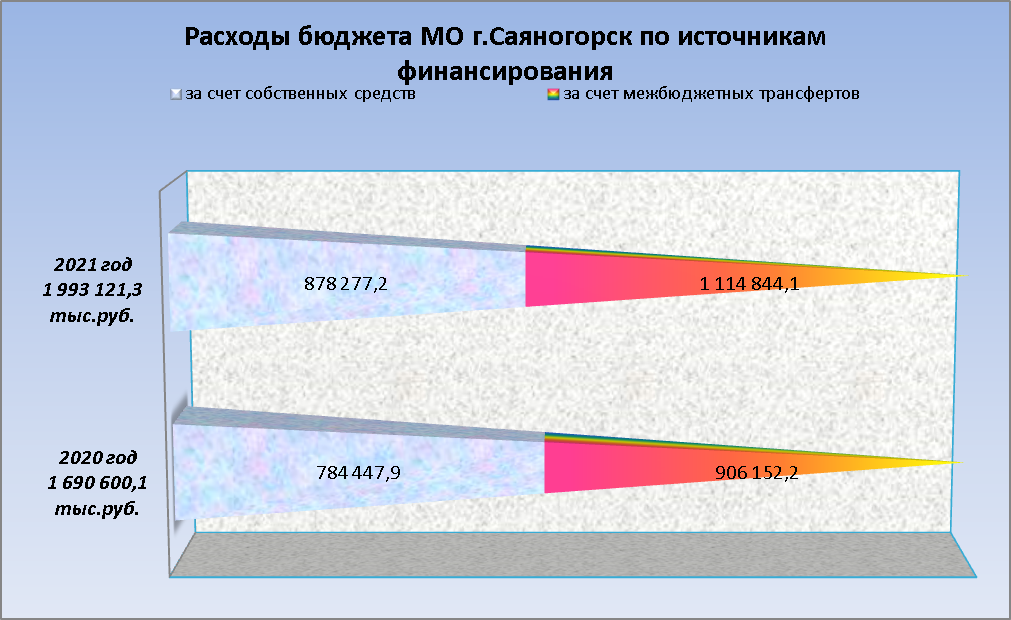 Расходы бюджета МО г.Саяногорск по источникам
финансирования
за счет собственных средств
за счет межбюджетных трансфертов
2021 год
1 993 121,3
тыс.руб.
878 277,2
1 114 844,1
2020 год
1 690 600,1
тыс.руб.
784 447,9
906 152,2